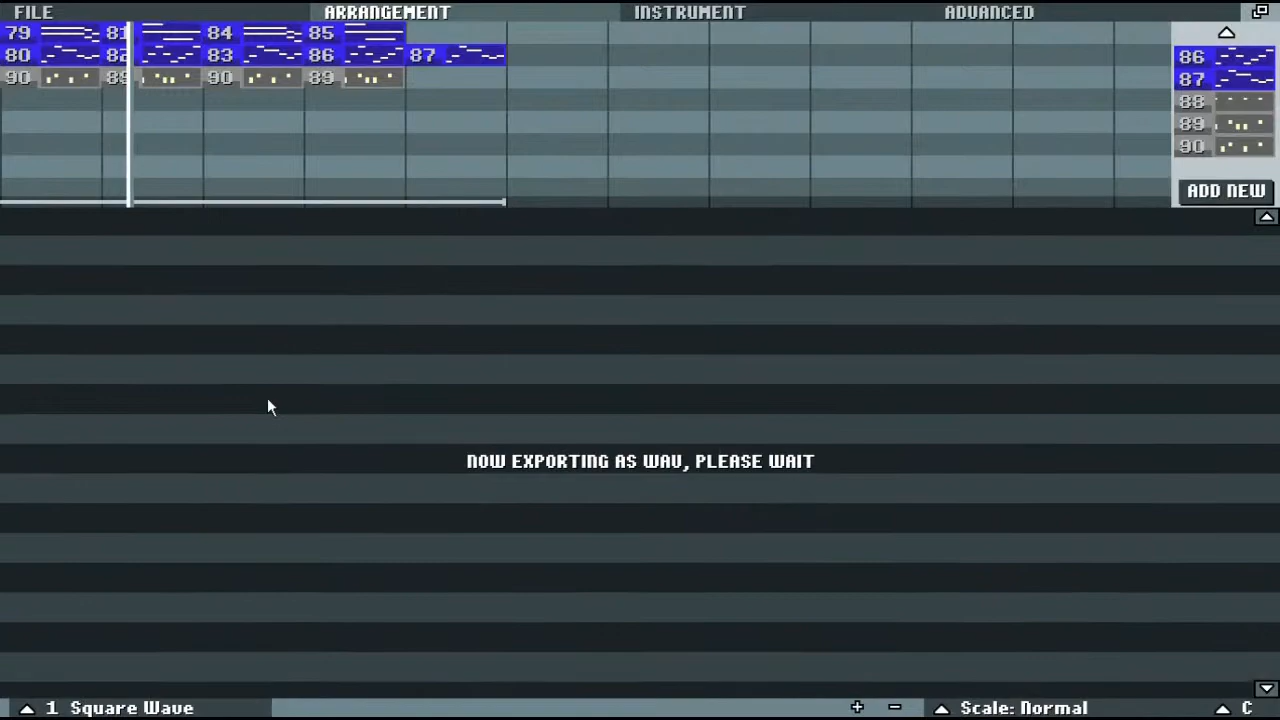 FILE ARRANGEMENT INSTRUMENT ADVANCED
79 81 84 85
80 82 83 86 87 86
87
90 89 90 89 88
89
90
ADD NEW
NOW EXPORTING AS WAV, PLEASE WAIT
1 Square Wave + - Scale: Normal C